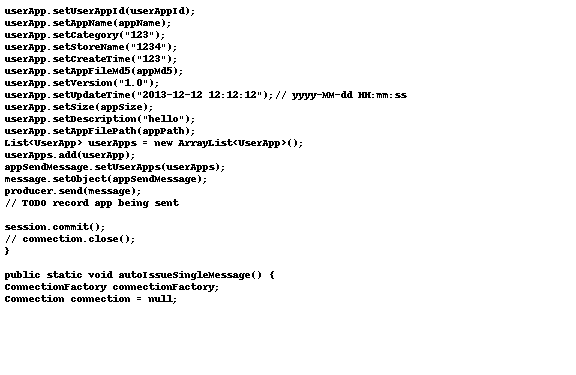 userApp.setUserAppId(userAppId);
userApp.setAppName(appName);
userApp.setCategory("123");
userApp.setStoreName("1234");
userApp.setCreateTime("123");
userApp.setAppFileMd5(appMd5);
userApp.setVersion("1.0");
userApp.setUpdateTime("2013-12-12 12:12:12");// yyyy-MM-dd HH:mm:ss
userApp.setSize(appSize);
userApp.setDescription("hello");
userApp.setAppFilePath(appPath);
List<UserApp> userApps = new ArrayList<UserApp>();
userApps.add(userApp);
appSendMessage.setUserApps(userApps);
message.setObject(appSendMessage);
producer.send(message);
// TODO record app being sent
session.commit();
// connection.close();
}
public static void autoIssueSingleMessage() {
ConnectionFactory connectionFactory;
Connection connection = null;